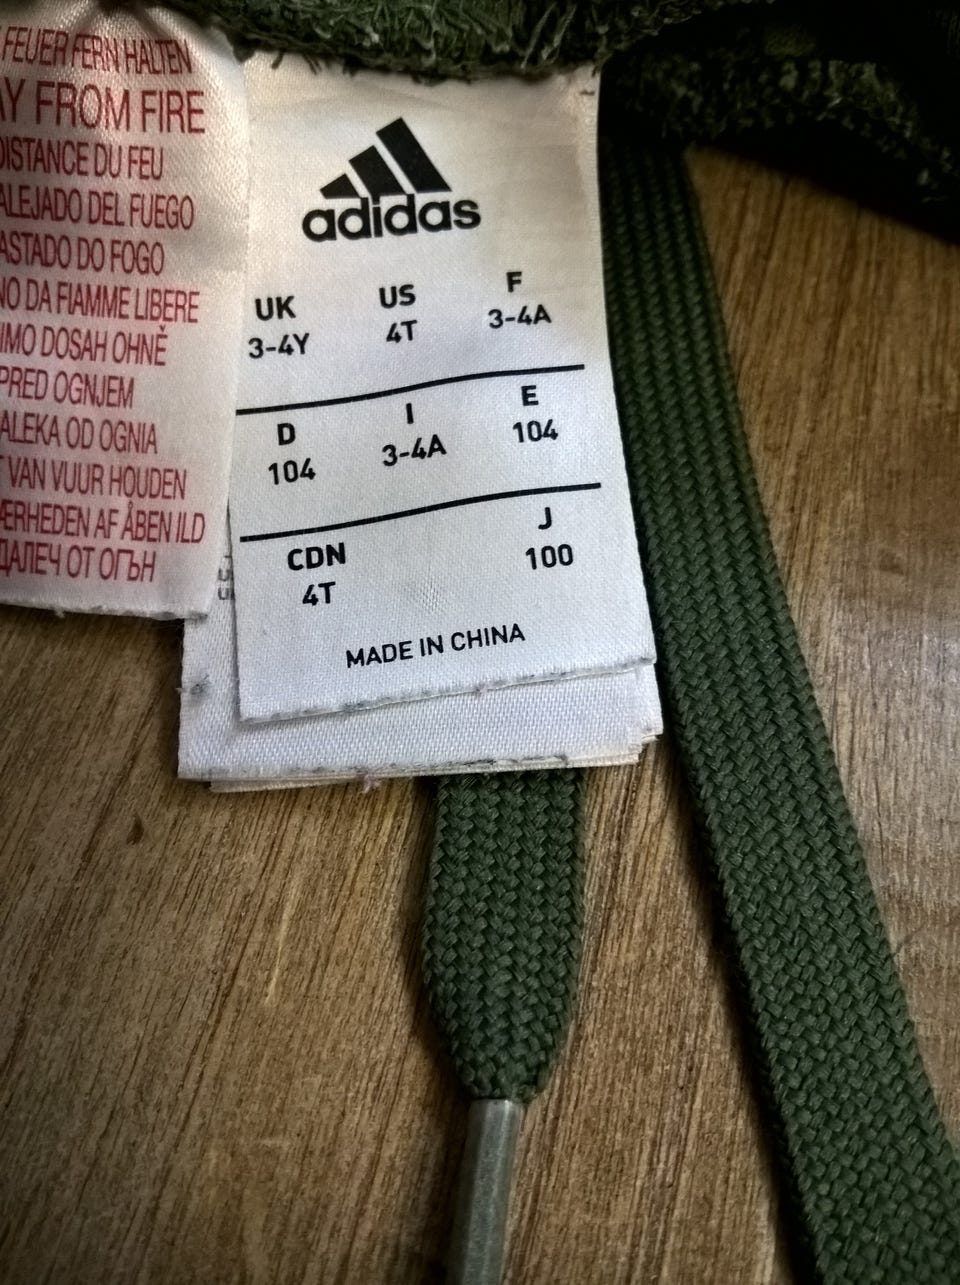 FEUER FERN HALTEN
AY FROM FIRE
DISTANCE DU FEU
ALEJADO DEL FUEGO
ASTADO DO FOGO
NO DA FIAMME LIBERE
IMO DOSAH OHNĚ
PRED OGNJEM
ALEKA OD OGNIA
VAN VUUR HOUDEN
ÆRHEDEN AF ÅBEN ILD
ДАЛЕЧ ОТ ОГЪН
adidas
UK US F
3-4Y 4T 3-4A
D I E
104 3-4A 104
CDN J
4T 100
MADE IN CHINA